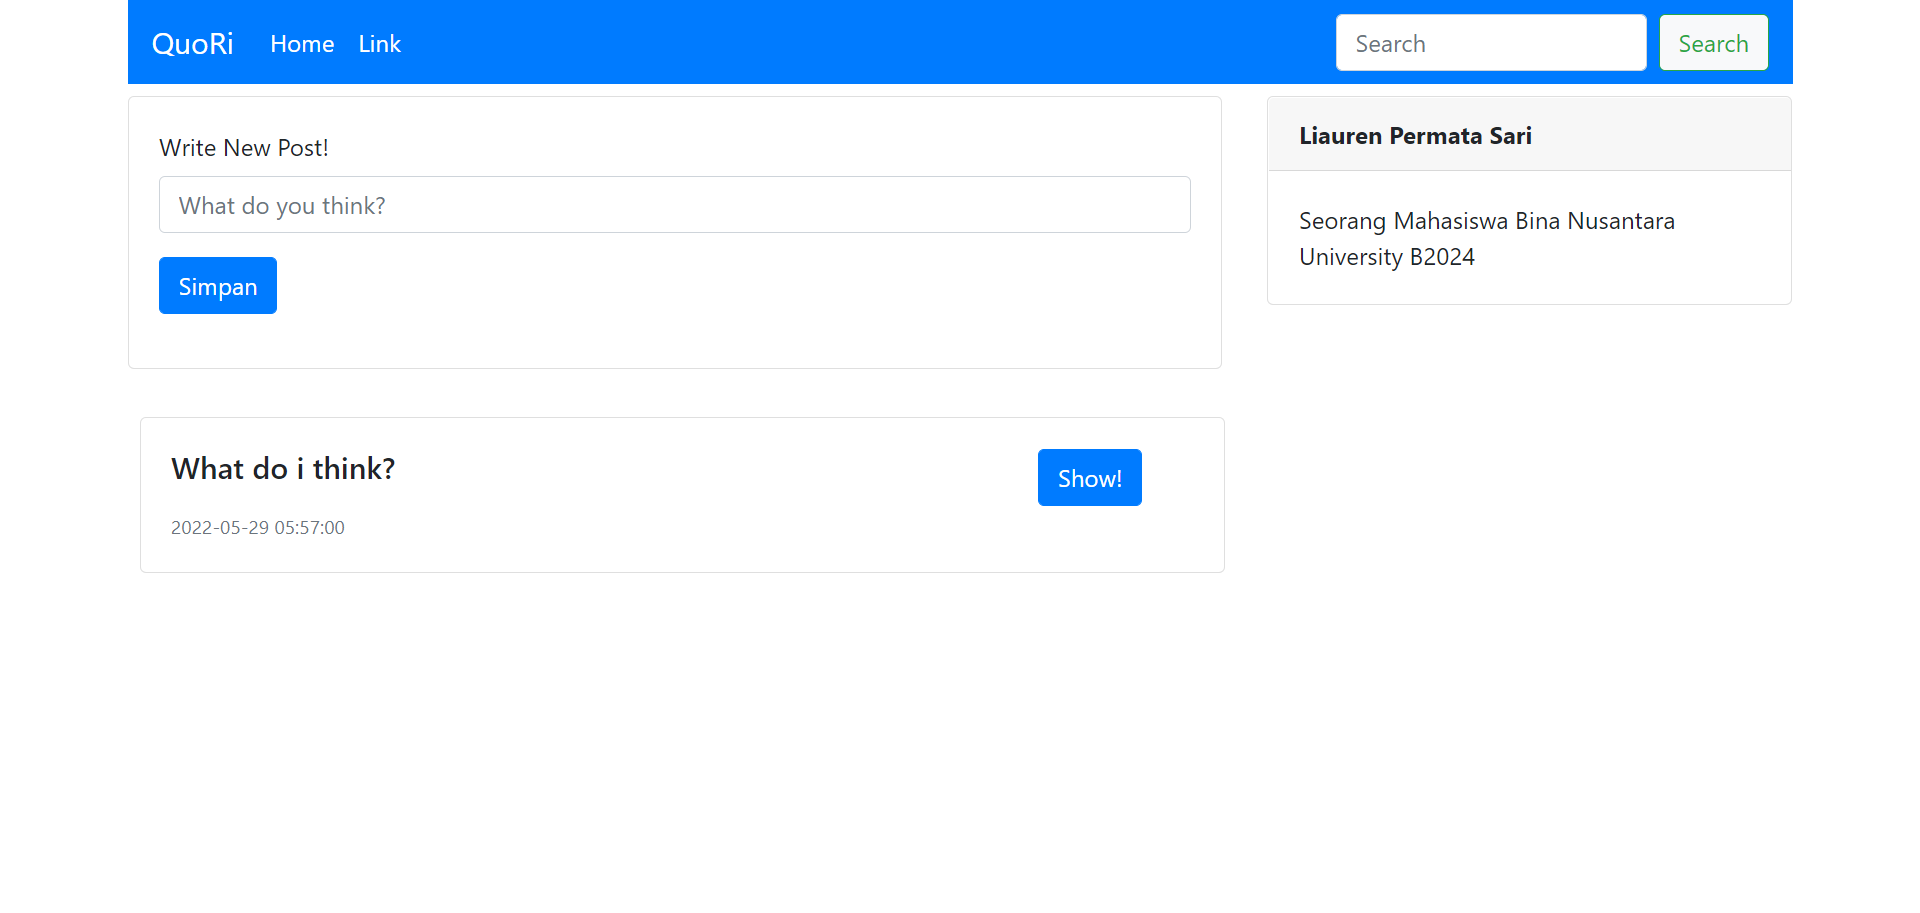 QuoRi Home Link Search Search
Write New Post!
What do you think?
Simpan
Liauren Permata Sari
Seorang Mahasiswa Bina Nusantara
University B2024
What do i think?
Show!
2022-05-29 05:57:00